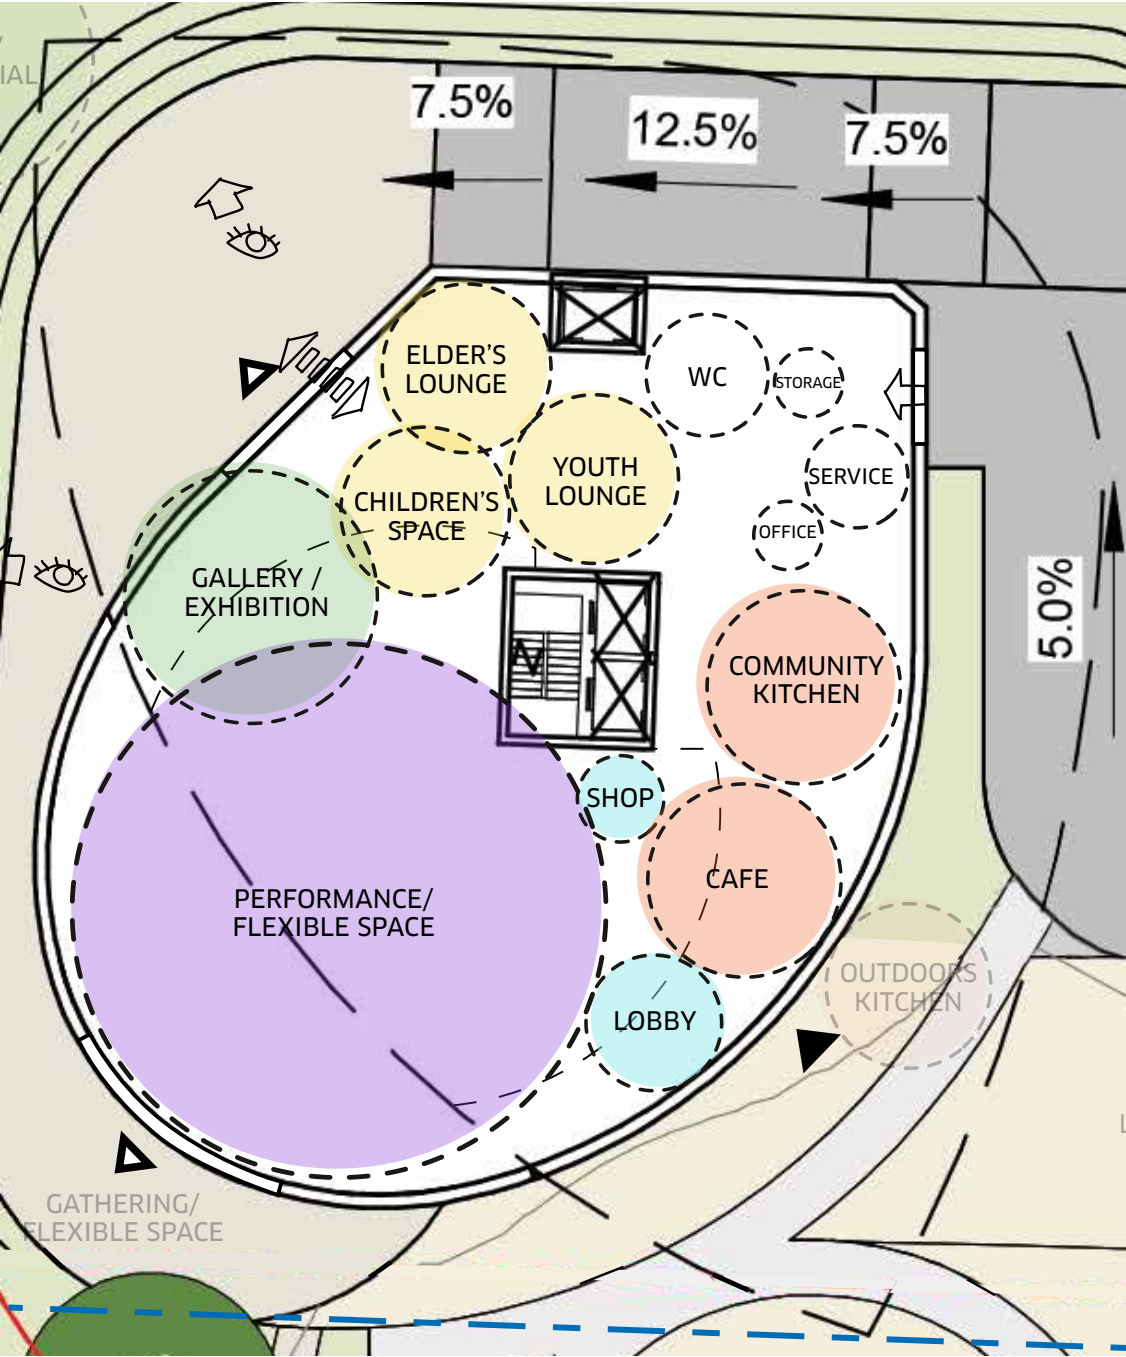 IAL
7.5%
12.5%
7.5%
ELDER'S
LOUNGE
WC
STORAGE
YOUTH
LOUNGE
SERVICE
CHILDREN'S
SPACE
OFFICE
GALLERY /
EXHIBITION
5.0%
COMMUNITY
KITCHEN
SHOP
CAFE
PERFORMANCE/
FLEXIBLE SPACE
OUTDOORS
KITCHEN
LOBBY
GATHERING/
FLEXIBLE SPACE